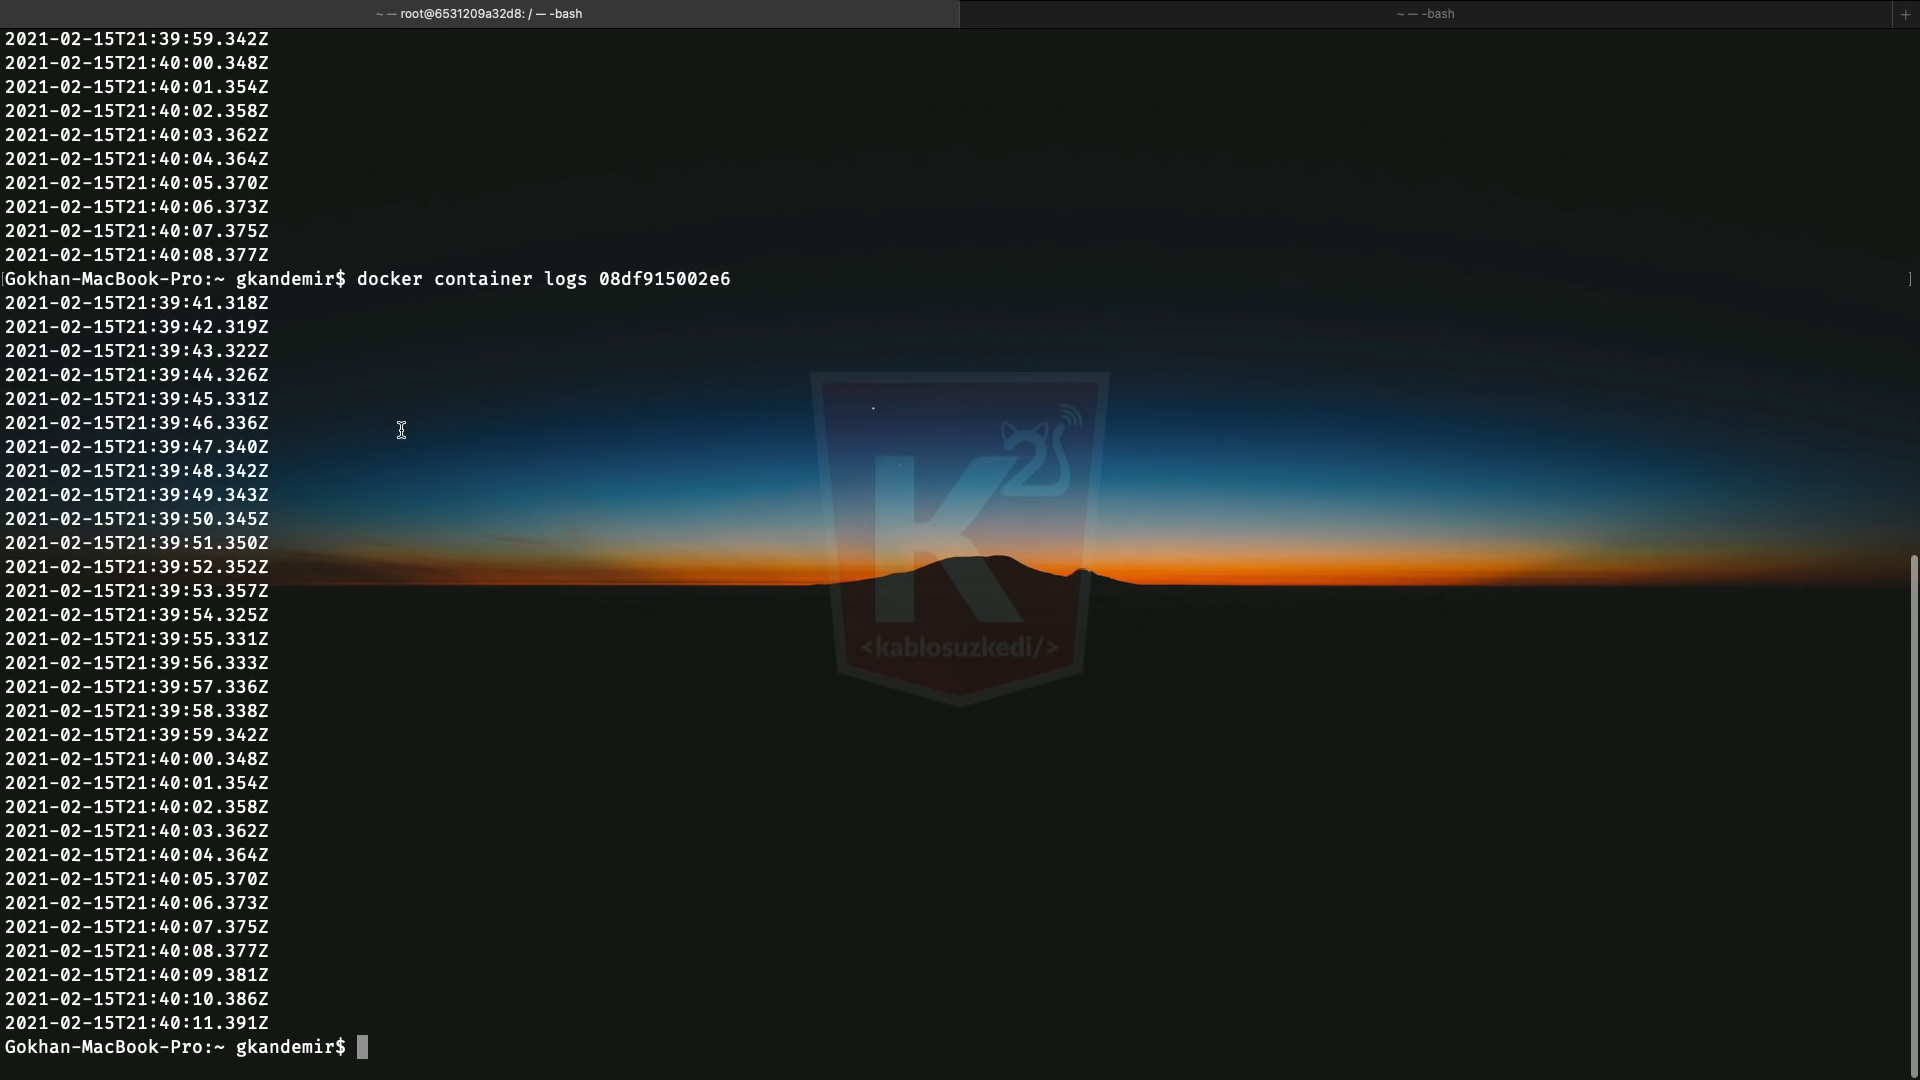 ~ — root@6531209a32d8: / — -bash
~ — -bash
2021-02-15T21:39:59.342Z
2021-02-15T21:40:00.348Z
2021-02-15T21:40:01.354Z
2021-02-15T21:40:02.358Z
2021-02-15T21:40:03.362Z
2021-02-15T21:40:04.364Z
2021-02-15T21:40:05.370Z
2021-02-15T21:40:06.373Z
2021-02-15T21:40:07.375Z
2021-02-15T21:40:08.377Z
Gokhan-MacBook-Pro:~ gkandemir$ docker container logs 08df915002e6
2021-02-15T21:39:41.318Z
2021-02-15T21:39:42.319Z
2021-02-15T21:39:43.322Z
2021-02-15T21:39:44.326Z
2021-02-15T21:39:45.331Z
2021-02-15T21:39:46.336Z
2021-02-15T21:39:47.340Z
2021-02-15T21:39:48.342Z
2021-02-15T21:39:49.343Z
2021-02-15T21:39:50.345Z
2021-02-15T21:39:51.350Z
2021-02-15T21:39:52.352Z
2021-02-15T21:39:53.357Z
2021-02-15T21:39:54.325Z
2021-02-15T21:39:55.331Z
2021-02-15T21:39:56.333Z
2021-02-15T21:39:57.336Z
2021-02-15T21:39:58.338Z
2021-02-15T21:39:59.342Z
2021-02-15T21:40:00.348Z
2021-02-15T21:40:01.354Z
2021-02-15T21:40:02.358Z
2021-02-15T21:40:03.362Z
2021-02-15T21:40:04.364Z
2021-02-15T21:40:05.370Z
2021-02-15T21:40:06.373Z
2021-02-15T21:40:07.375Z
2021-02-15T21:40:08.377Z
2021-02-15T21:40:09.381Z
2021-02-15T21:40:10.386Z
2021-02-15T21:40:11.391Z
Gokhan-MacBook-Pro:~ gkandemir$
K2
<kablosuzkedi/>